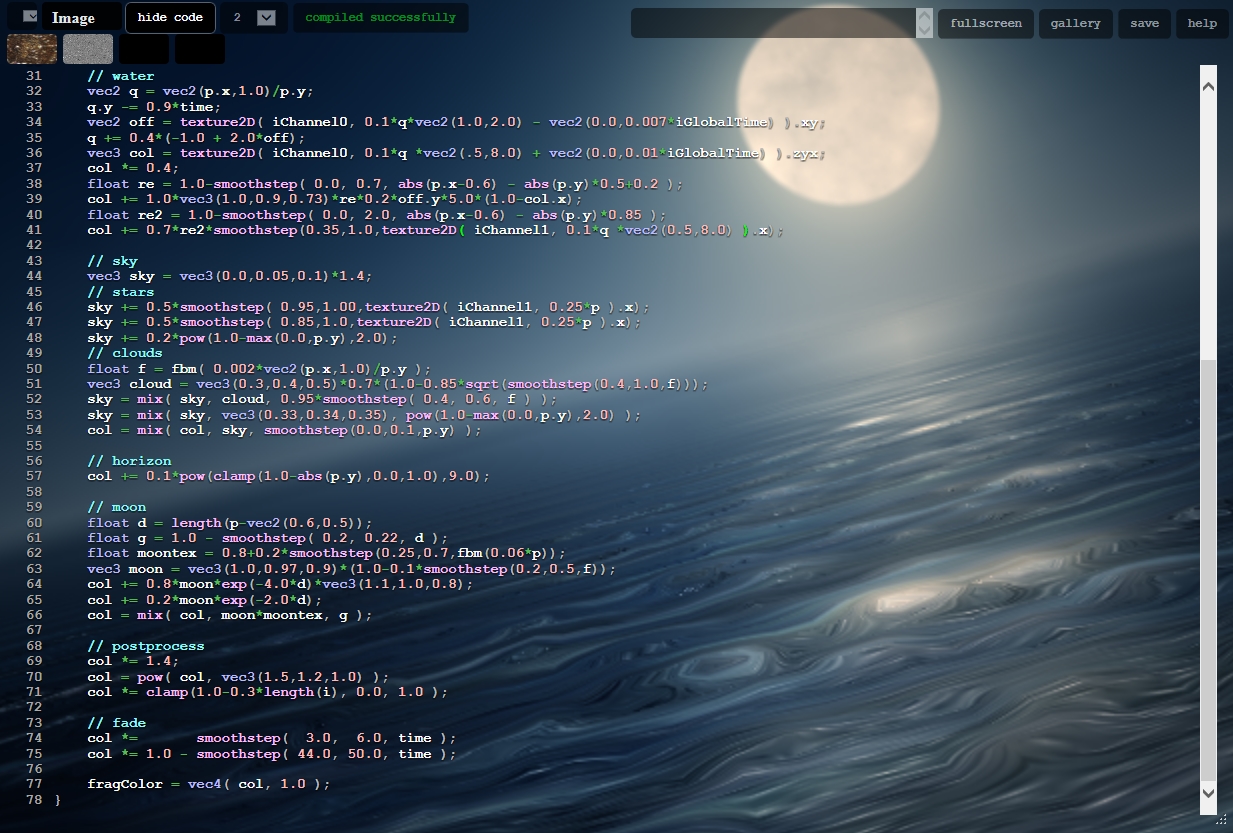 Image hide code 2 compiled successfully fullscreen gallery save help
31 // water
32 vec2 q = vec2(p.x,1.0)/p.y;
33 q.y -= 0.9*time;
34 vec2 off = texture2D( iChannel0, 0.1*q*vec2(1.0,2.0) - vec2(0.0,0.007*iGlobalTime) ).xy;
35 q += 0.4*(-1.0 + 2.0*off);
36 vec3 col = texture2D( iChannel0, 0.1*q *vec2(.5,8.0) + vec2(0.0,0.01*iGlobalTime) ).zyx;
37 col *= 0.4;
38 float re = 1.0-smoothstep( 0.0, 0.7, abs(p.x-0.6) - abs(p.y)*0.5+0.2 );
39 col += 1.0*vec3(1.0,0.9,0.73)*re*0.2*off.y*5.0*(1.0-col.x);
40 float re2 = 1.0-smoothstep( 0.0, 2.0, abs(p.x-0.6) - abs(p.y)*0.85 );
41 col += 0.7*re2*smoothstep(0.35,1.0,texture2D( iChannel1, 0.1*q *vec2(0.5,8.0) ).x);
42
43 // sky
44 vec3 sky = vec3(0.0,0.05,0.1)*1.4;
45 // stars
46 sky += 0.5*smoothstep( 0.95,1.00,texture2D( iChannel1, 0.25*p ).x);
47 sky += 0.5*smoothstep( 0.85,1.0,texture2D( iChannel1, 0.25*p ).x);
48 sky += 0.2*pow(1.0-max(0.0,p.y),2.0);
49 // clouds
50 float f = fbm( 0.002*vec2(p.x,1.0)/p.y );
51 vec3 cloud = vec3(0.3,0.4,0.5)*0.7*(1.0-0.85*sqrt(smoothstep(0.4,1.0,f)));
52 sky = mix( sky, cloud, 0.95*smoothstep( 0.4, 0.6, f ) );
53 sky = mix( sky, vec3(0.33,0.34,0.35), pow(1.0-max(0.0,p.y),2.0) );
54 col = mix( col, sky, smoothstep(0.0,0.1,p.y) );
55
56 // horizon
57 col += 0.1*pow(clamp(1.0-abs(p.y),0.0,1.0),9.0);
58
59 // moon
60 float d = length(p-vec2(0.6,0.5));
61 float g = 1.0 - smoothstep( 0.2, 0.22, d );
62 float moontex = 0.8+0.2*smoothstep(0.25,0.7,fbm(0.06*p));
63 vec3 moon = vec3(1.0,0.97,0.9)*(1.0-0.1*smoothstep(0.2,0.5,f));
64 col += 0.8*moon*exp(-4.0*d)*vec3(1.1,1.0,0.8);
65 col += 0.2*moon*exp(-2.0*d);
66 col = mix( col, moon*moontex, g );
67
68 // postprocess
69 col *= 1.4;
70 col = pow( col, vec3(1.5,1.2,1.0) );
71 col *= clamp(1.0-0.3*length(i), 0.0, 1.0 );
72
73 // fade
74 col *=       smoothstep(  3.0,  6.0, time );
75 col *= 1.0 - smoothstep( 44.0, 50.0, time );
76
77 fragColor = vec4( col, 1.0 );
78 }